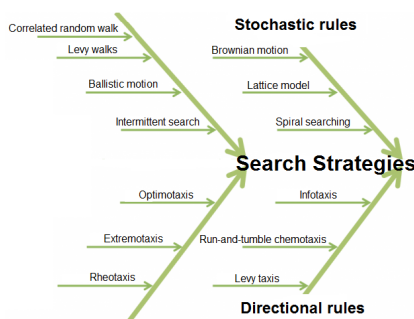 Stochastic rules
Correlated random walk
Levy walks
Ballistic motion
Intermittent search
Brownian motion
Lattice model
Spiral searching
Search Strategies
Optimotaxis
Extremotaxis
Rheotaxis
Infotaxis
Run-and-tumble chemotaxis
Levy taxis
Directional rules